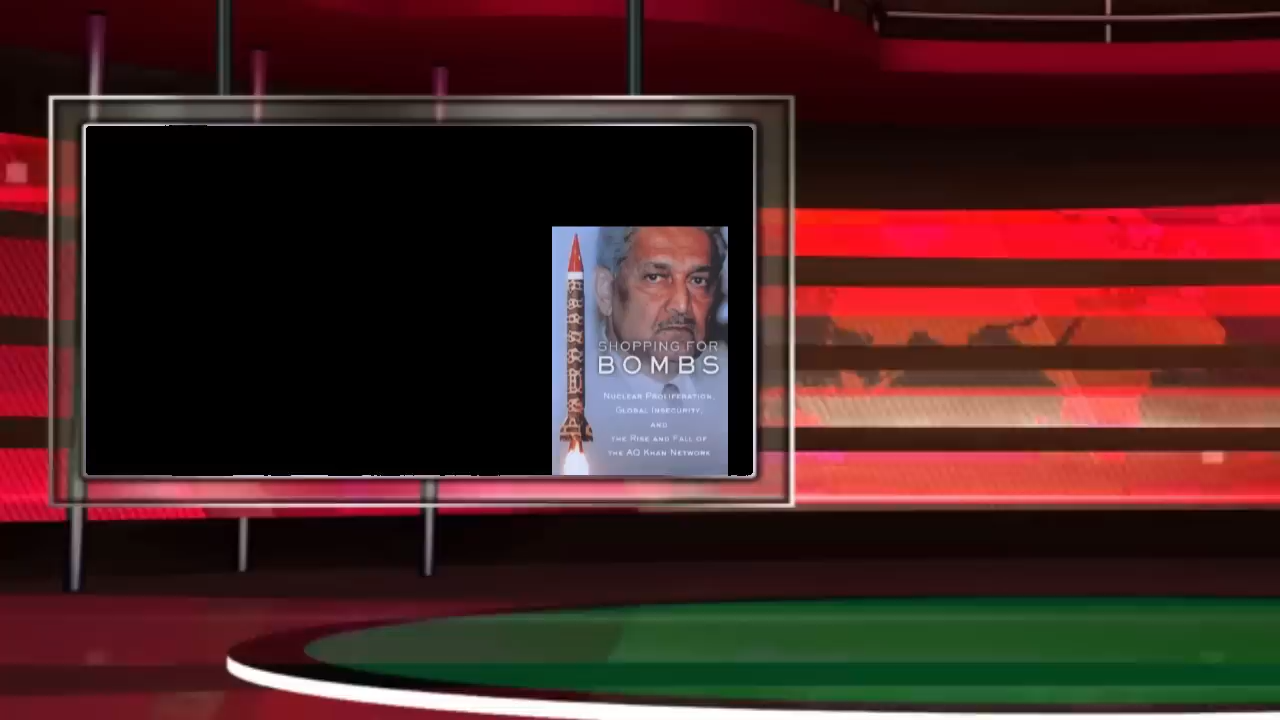 SHOPPING FOR
BOMBS
NUCLEAR PROLIFERATION,
GLOBAL INSECURITY,
AND
THE RISE AND FALL OF
THE AQ KHAN NETWORK